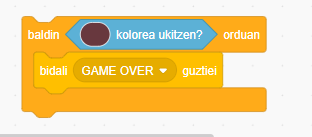 baldin kolorea ukitzen? orduan
bidali GAME OVER guztiei